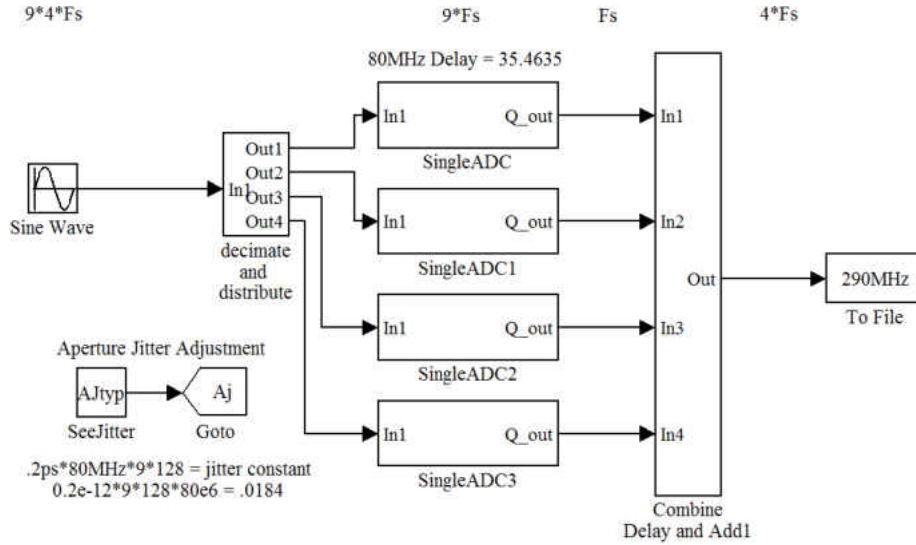 9*4*Fs
9*Fs
Fs
4*Fs
80MHz Delay = 35.4635
In1
Q_out
SingleADC
In1
Q_out
SingleADC1
In1
Q_out
SingleADC2
In1
Q_out
SingleADC3
Sine Wave
In1
Out1
Out2
Out3
Out4
decimate
and
distribute
In1
In2
In3
In4
Out
Combine
Delay and Add1
290MHz
To File
Aperture Jitter Adjustment
AJtyp
SeeJitter
Aj
Goto
.2ps*80MHz*9*128 = jitter constant
0.2e-12*9*128*80e6 = .0184